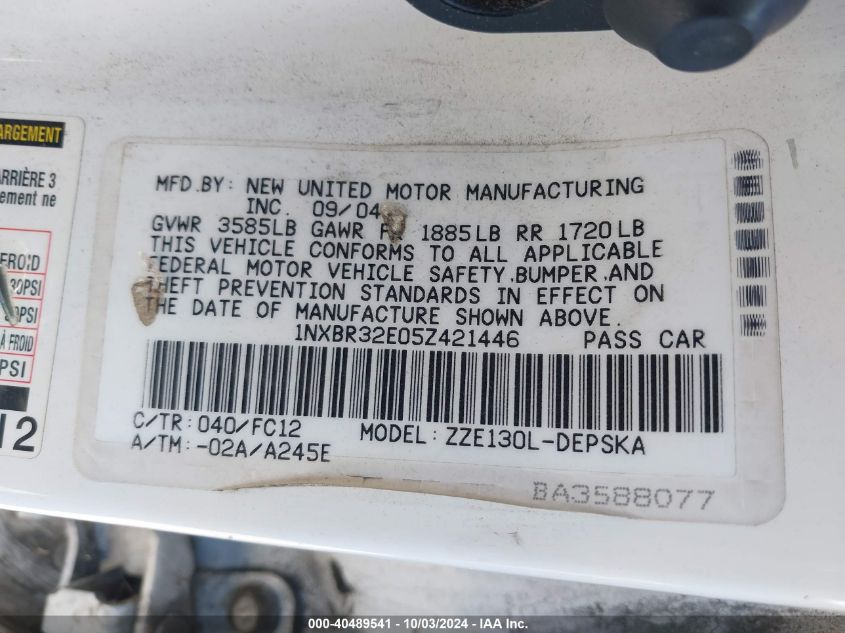 ARGEMENT
ARRIÈRE 3
ement ne
FROID
30PSI
PSI
À FROID
PSI
12
MFD.BY: NEW UNITED MOTOR MANUFACTURING
INC. 09/04
GVWR 3585LB GAWR 1885LB RR 1720LB
THIS VEHICLE CONFORMS TO ALL APPLICABLE
FEDERAL MOTOR VEHICLE SAFETY,BUMPER,AND
THEFT PREVENTION STANDARDS IN EFFECT ON
THE DATE OF MANUFACTURE SHOWN ABOVE.
1NXBR32E05Z421446 PASS CAR
C/TR: 040/FC12 MODEL: ZZE130L-DEPSKA
A/TM:-02A/A245E
BA3588077
000-40489541 - 10/03/2024 - IAA Inc.